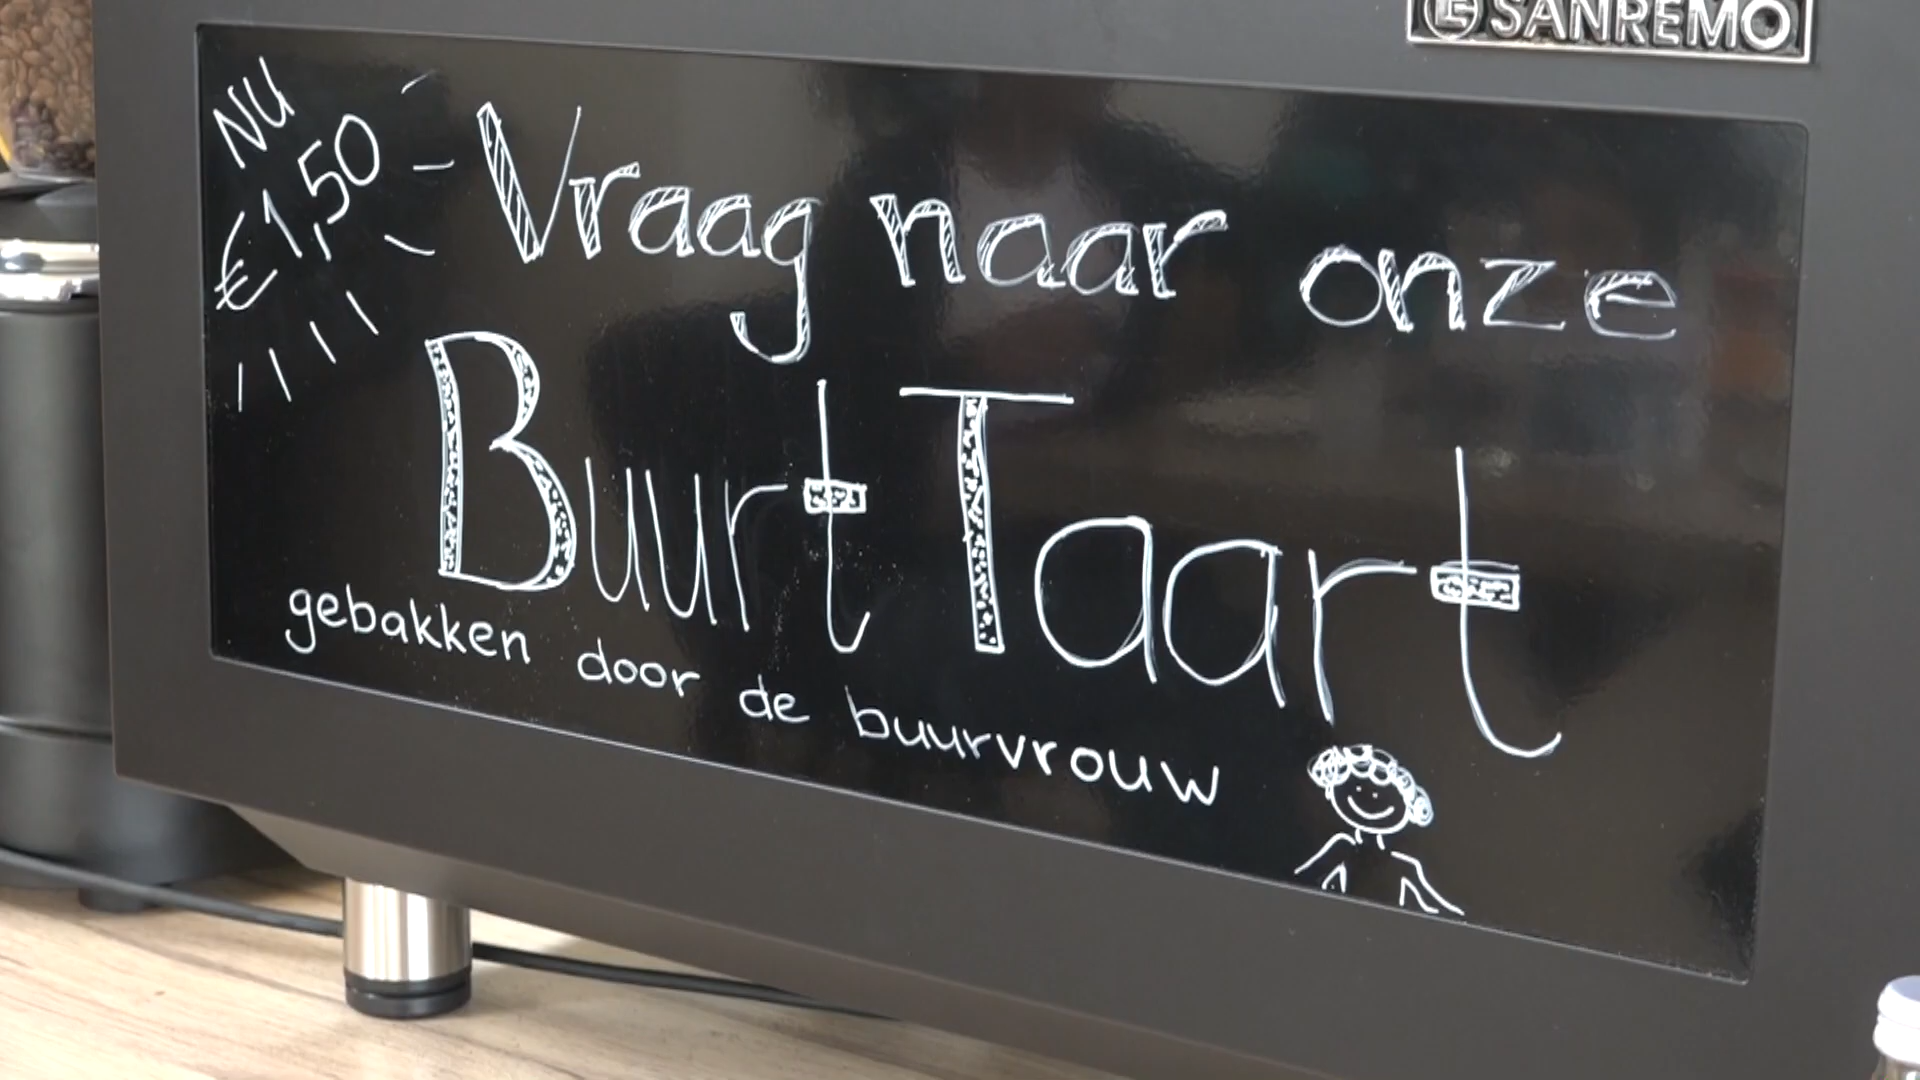 SANREMO
NU
€1,50
Vraag naar onze
BuurtTaart
gebakken door de buurvrouw